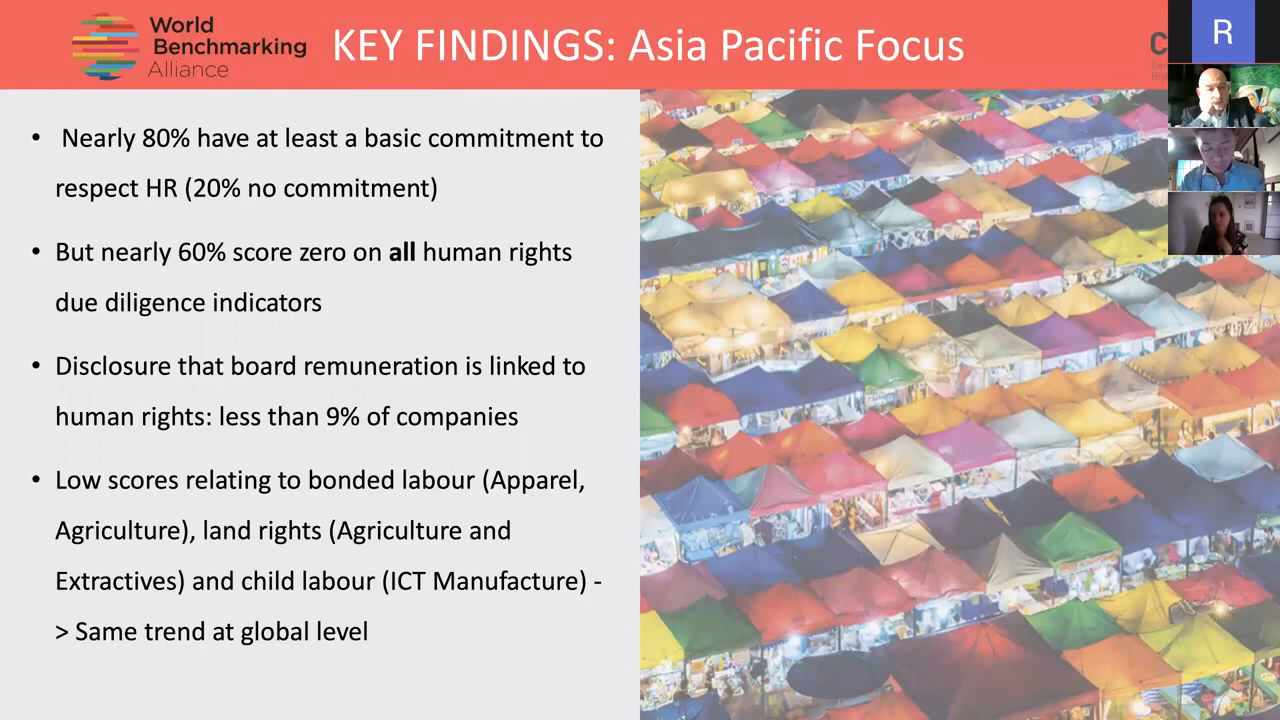 World
Benchmarking
Alliance
KEY FINDINGS: Asia Pacific Focus
R
• Nearly 80% have at least a basic commitment to
respect HR (20% no commitment)
• But nearly 60% score zero on all human rights
due diligence indicators
• Disclosure that board remuneration is linked to
human rights: less than 9% of companies
• Low scores relating to bonded labour (Apparel,
Agriculture), land rights (Agriculture and
Extractives) and child labour (ICT Manufacture) -
> Same trend at global level